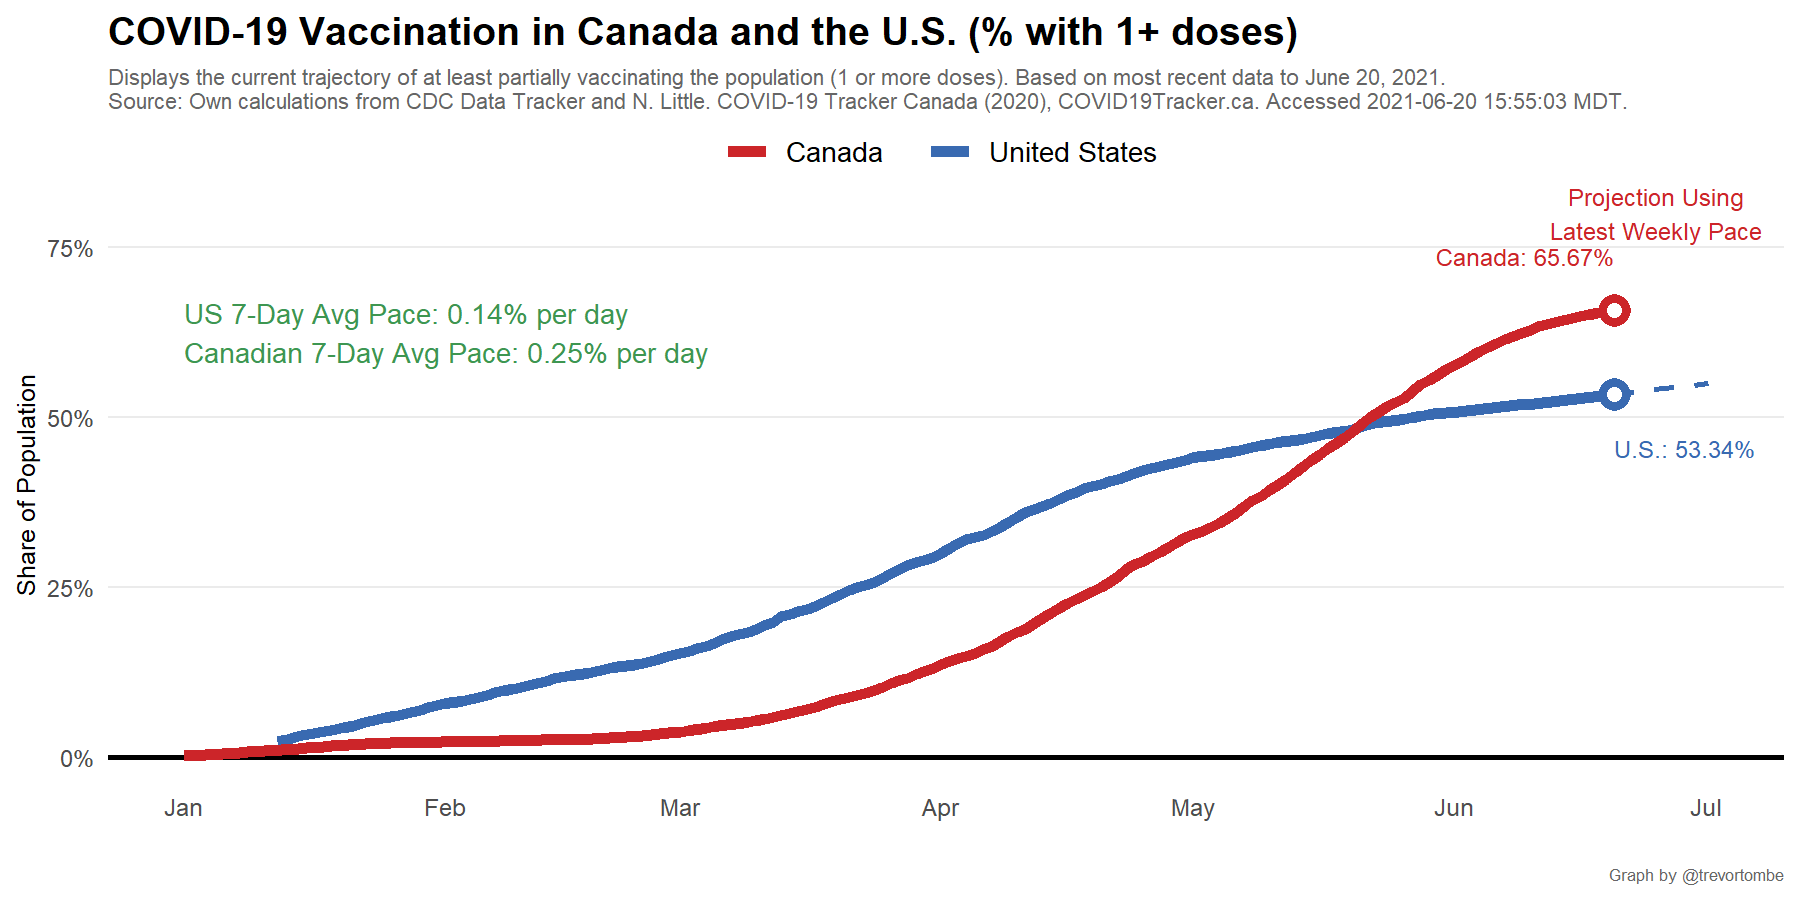 COVID-19 Vaccination in Canada and the U.S. (% with 1+ doses)
Displays the current trajectory of at least partially vaccinating the population (1 or more doses). Based on most recent data to June 20, 2021.
Source: Own calculations from CDC Data Tracker and N. Little. COVID-19 Tracker Canada (2020), COVID19Tracker.ca. Accessed 2021-06-20 15:55:03 MDT.
Canada
United States
Projection Using
Latest Weekly Pace
Canada: 65.67%
US 7-Day Avg Pace: 0.14% per day
Canadian 7-Day Avg Pace: 0.25% per day
U.S.: 53.34%
Share of Population
75%
50%
25%
0%
Jan
Feb
Mar
Apr
May
Jun
Jul
Graph by @trevortombe